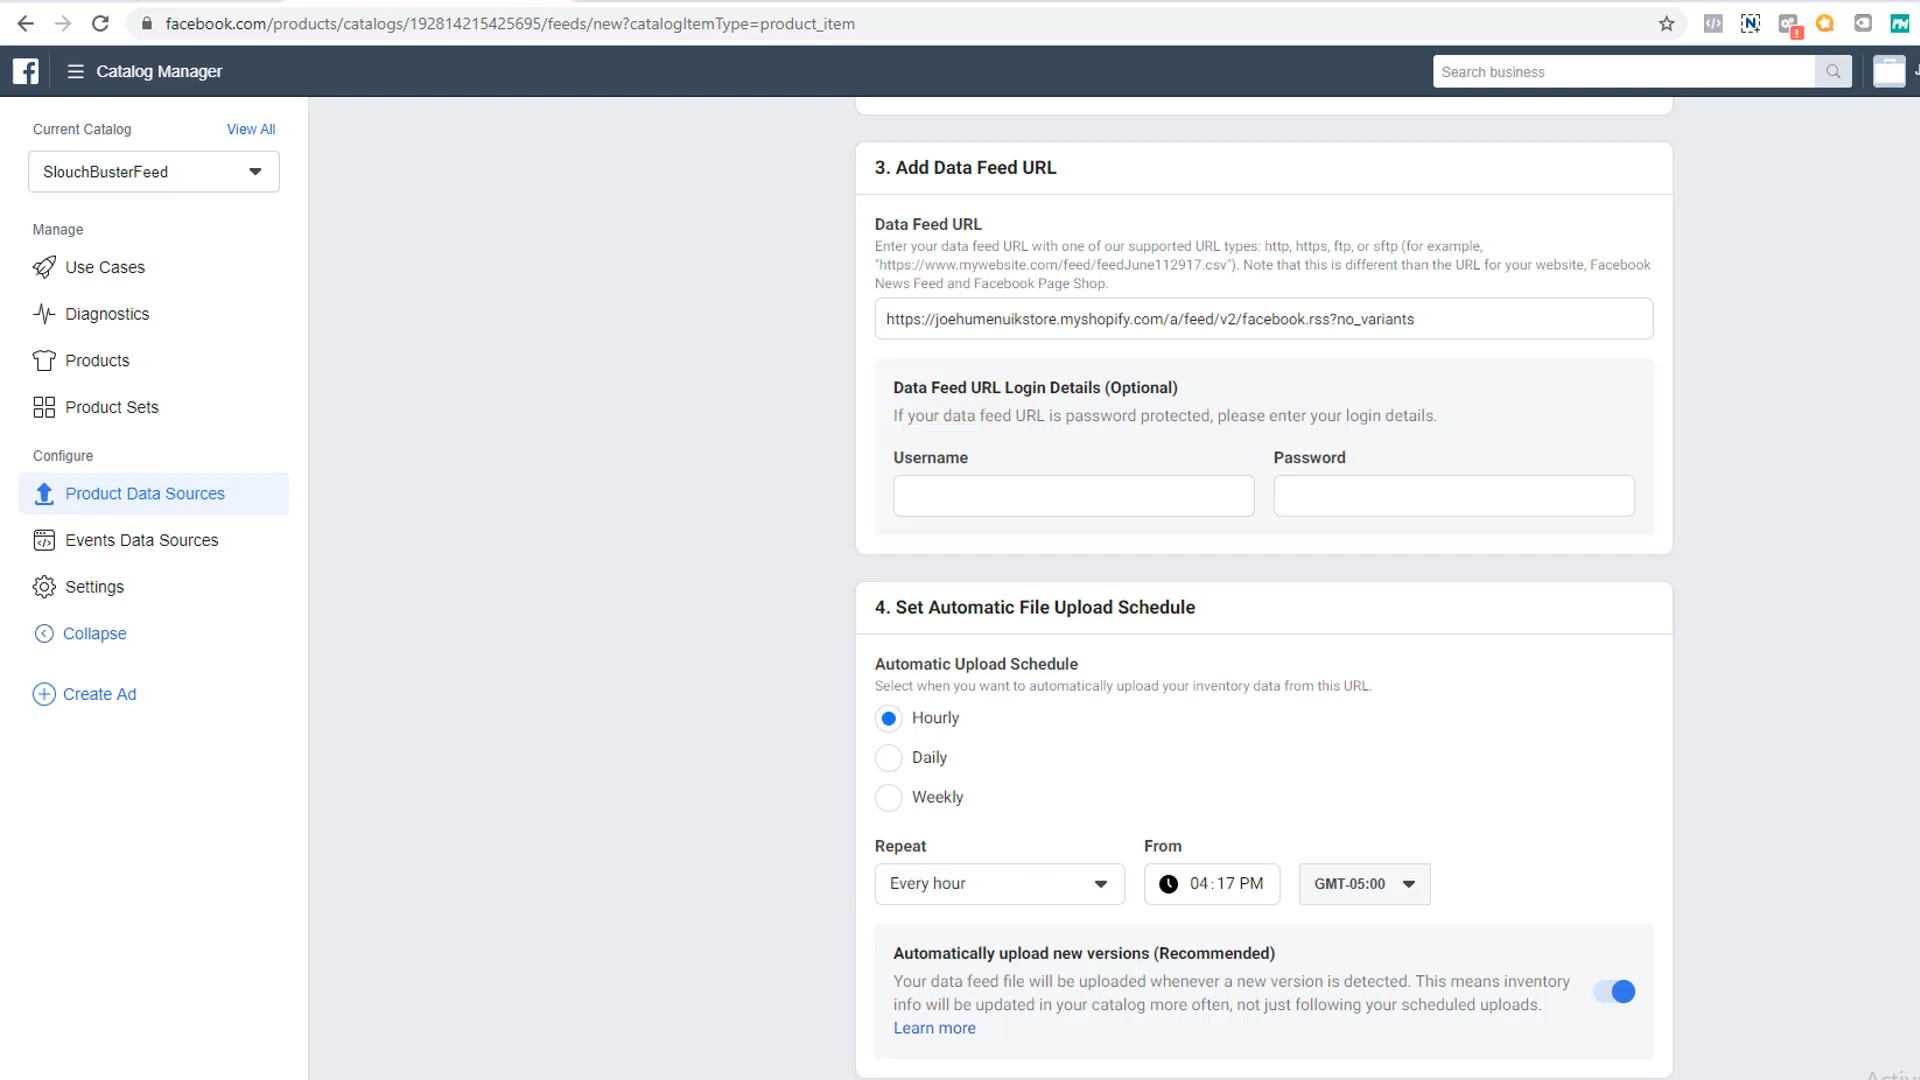 facebook.com/products/catalogs/192814215425695/feeds/new?catalogItemType=product_item
Catalog Manager
Search business
Current Catalog
View All
SlouchBusterFeed
Manage
Use Cases
Diagnostics
Products
Product Sets
Configure
Product Data Sources
Events Data Sources
Settings
Collapse
Create Ad
3. Add Data Feed URL
Data Feed URL
Enter your data feed URL with one of our supported URL types: http, https, ftp, or sftp (for example,
"https://www.mywebsite.com/feed/feedJune112917.csv"). Note that this is different than the URL for your website, Facebook
News Feed and Facebook Page Shop.
https://joehumenuikstore.myshopify.com/a/feed/v2/facebook.rss?no_variants
Data Feed URL Login Details (Optional)
If your data feed URL is password protected, please enter your login details.
Username
Password
4. Set Automatic File Upload Schedule
Automatic Upload Schedule
Select when you want to automatically upload your inventory data from this URL.
Hourly
Daily
Weekly
Repeat
From
Every hour
04:17 PM
GMT-05:00
Automatically upload new versions (Recommended)
Your data feed file will be uploaded whenever a new version is detected. This means inventory
info will be updated in your catalog more often, not just following your scheduled uploads.
Learn more